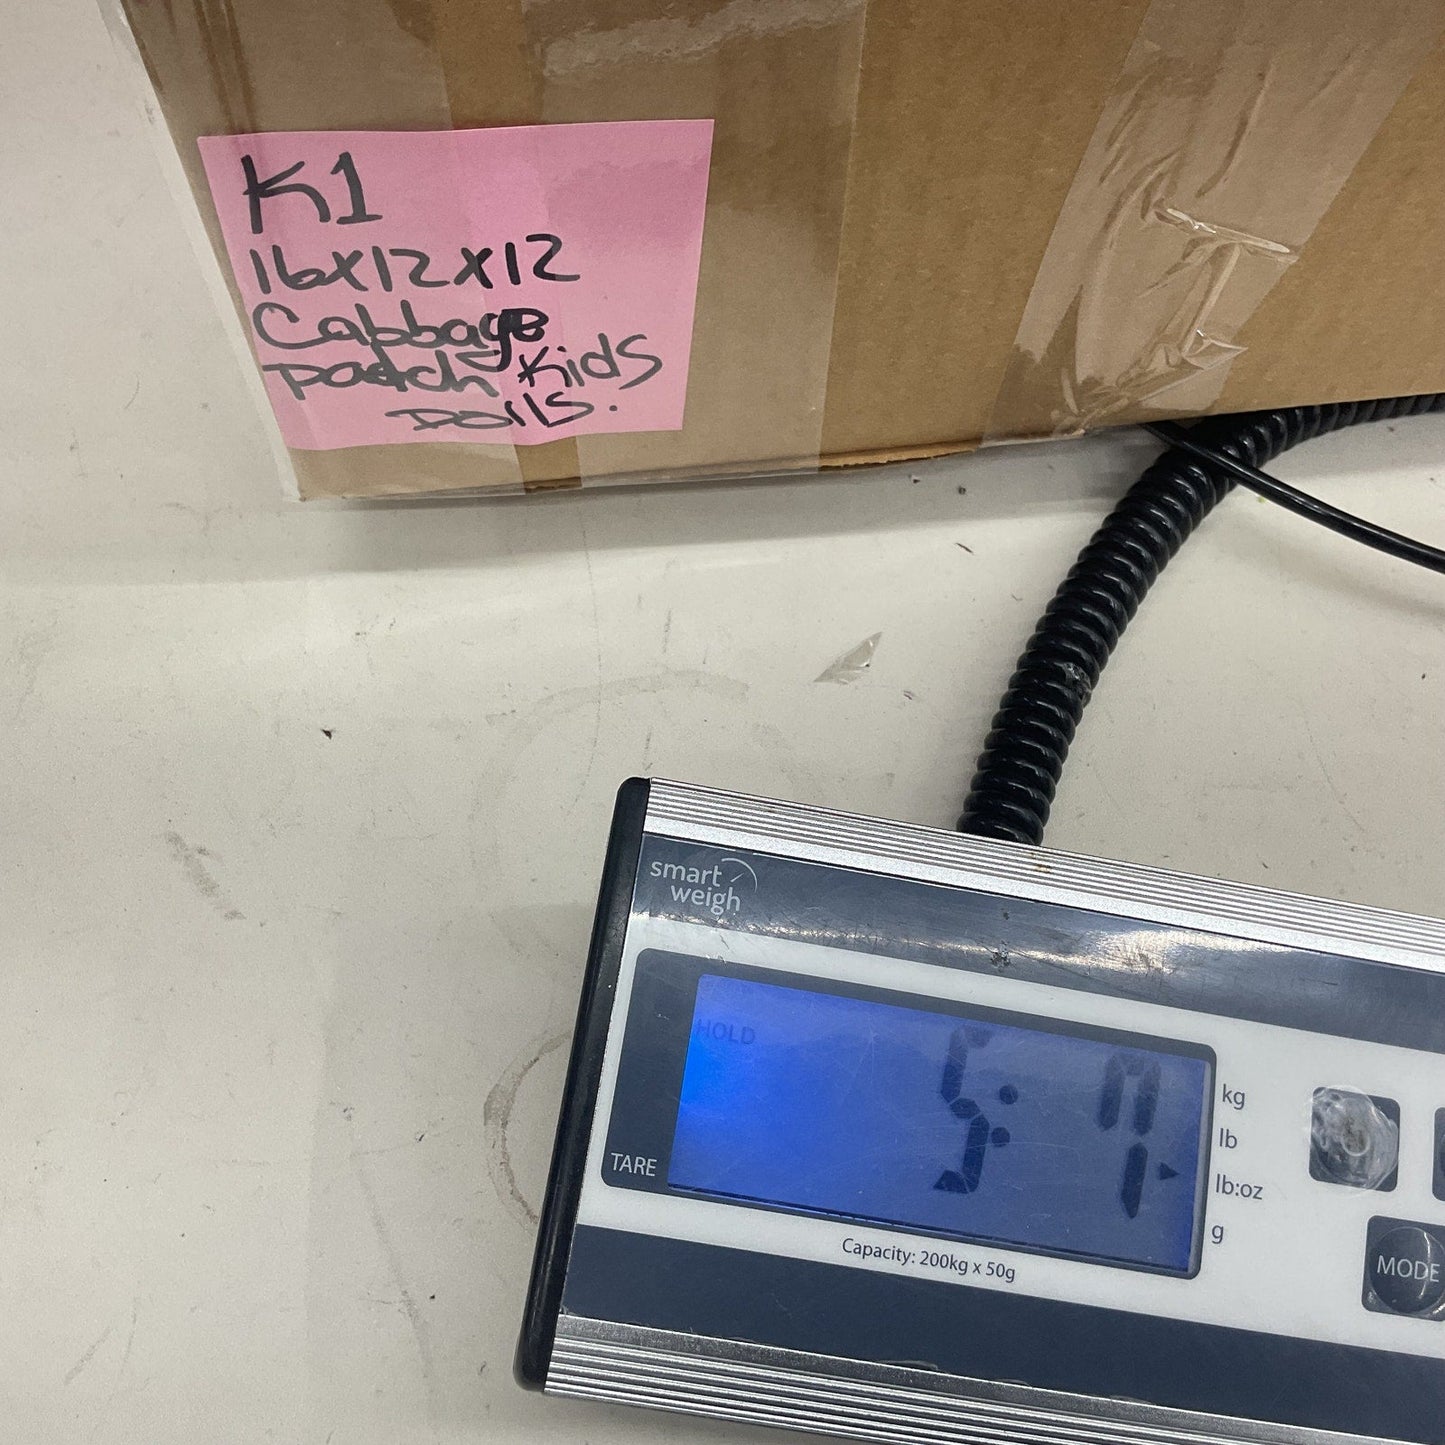 K1
16x12x12
Cabbage
patch Kids
Dolls.
smart
weigh
HOLD
5: 7
kg
lb
lb:oz
g
TARE
MODE
Capacity: 200kg x 50g